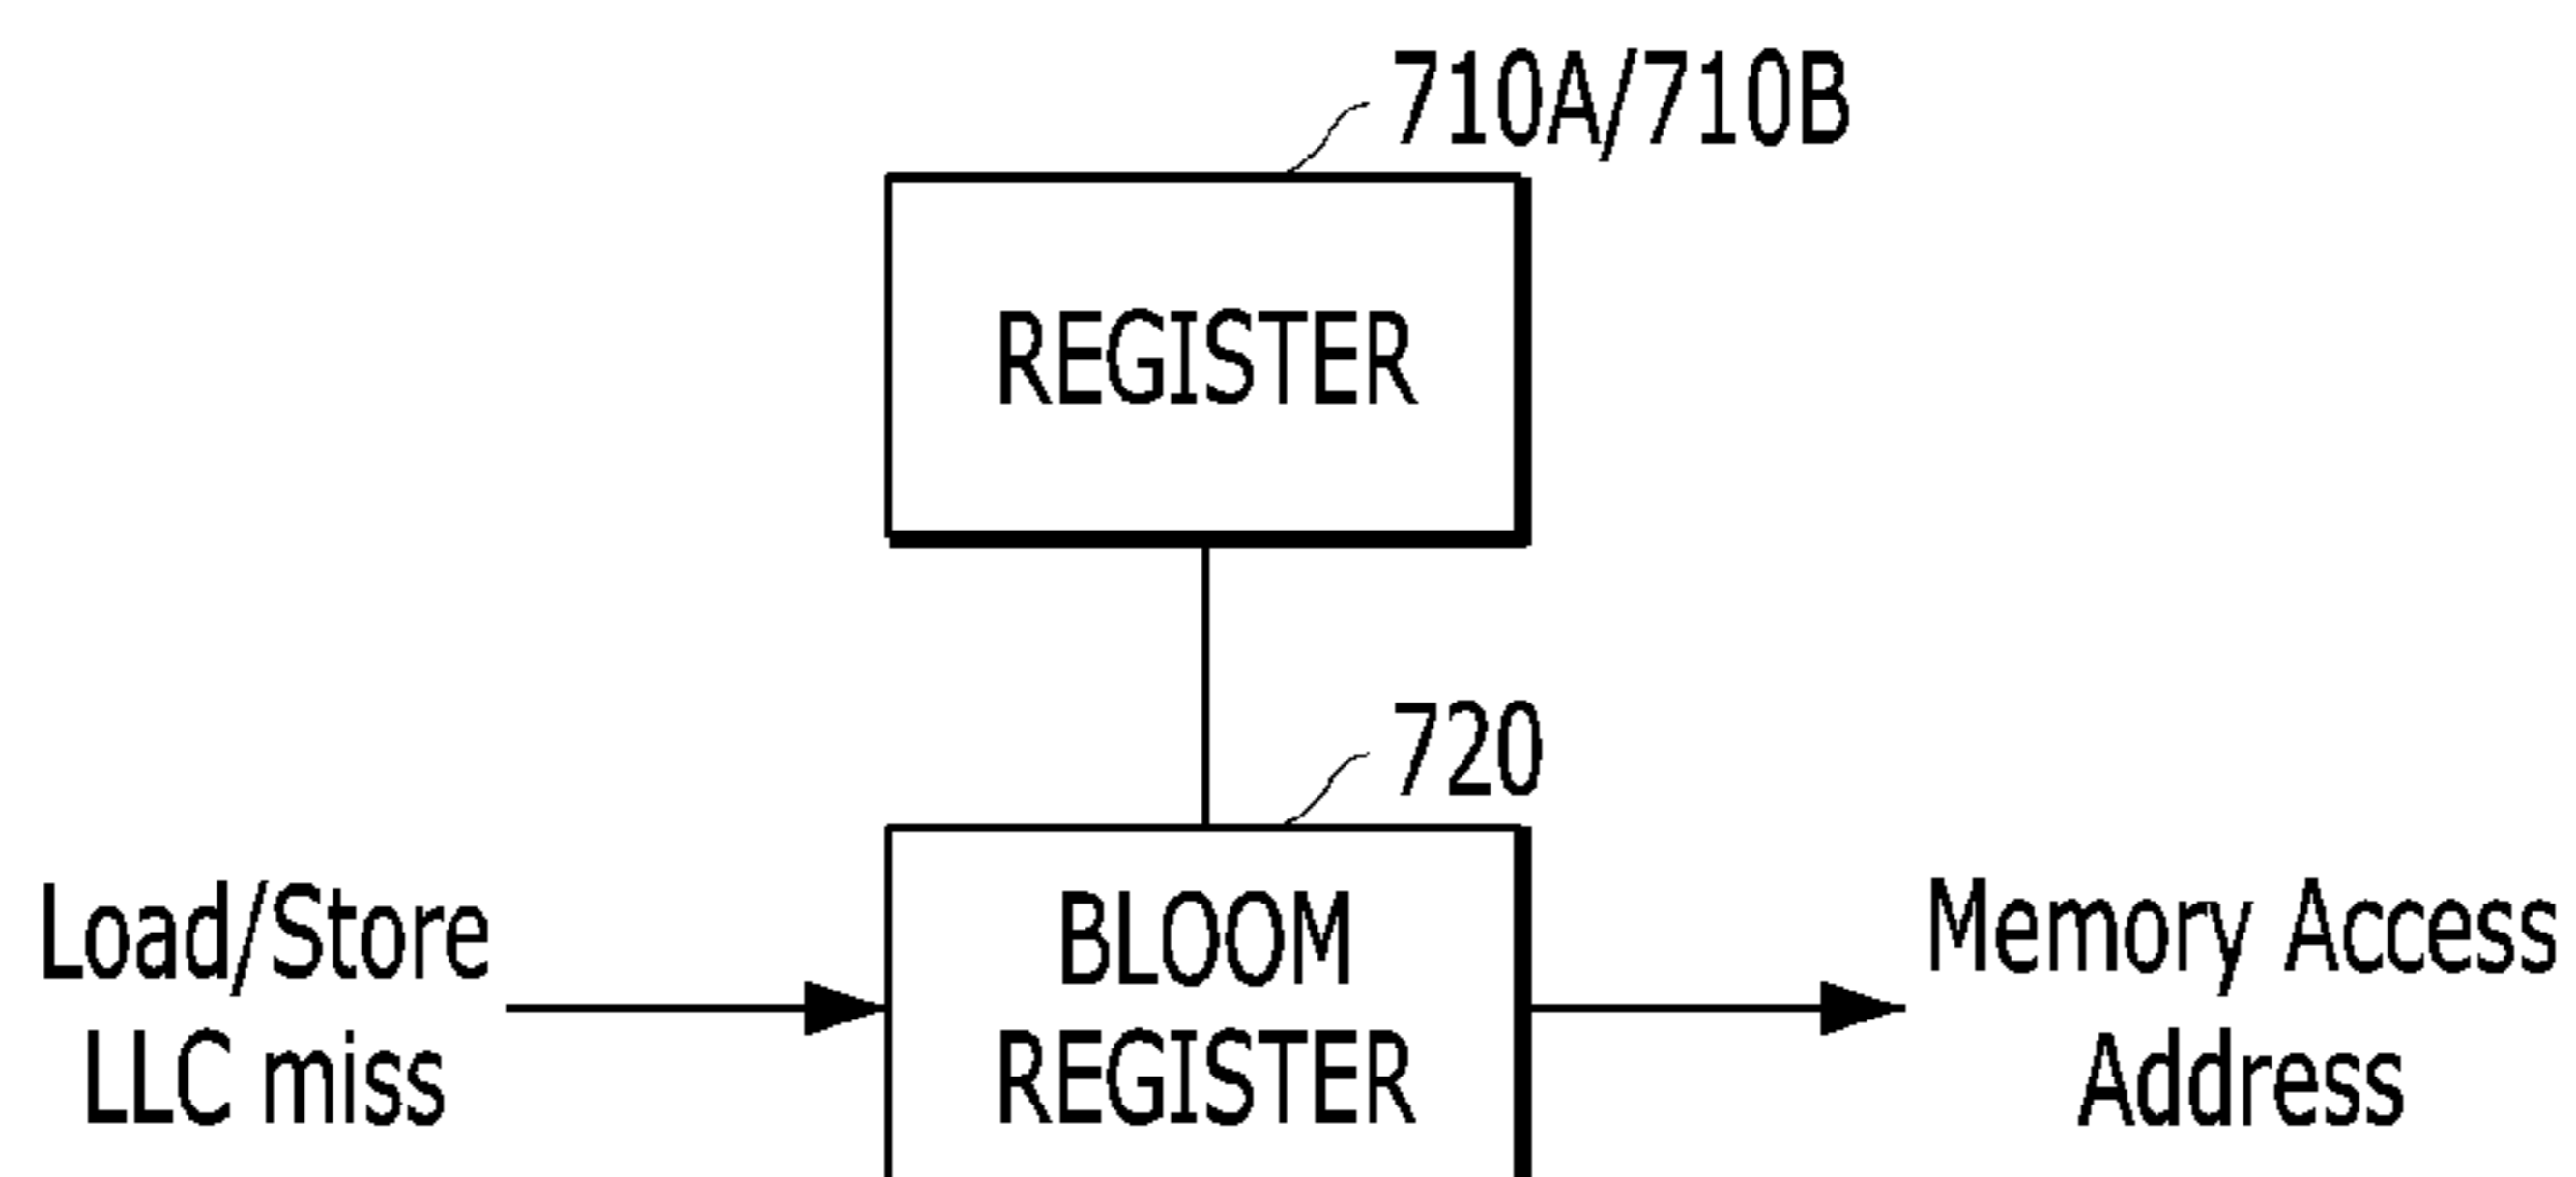 710A/710B
REGISTER
720
Load/Store
LLC miss
BLOOM
REGISTER
Memory Access
Address